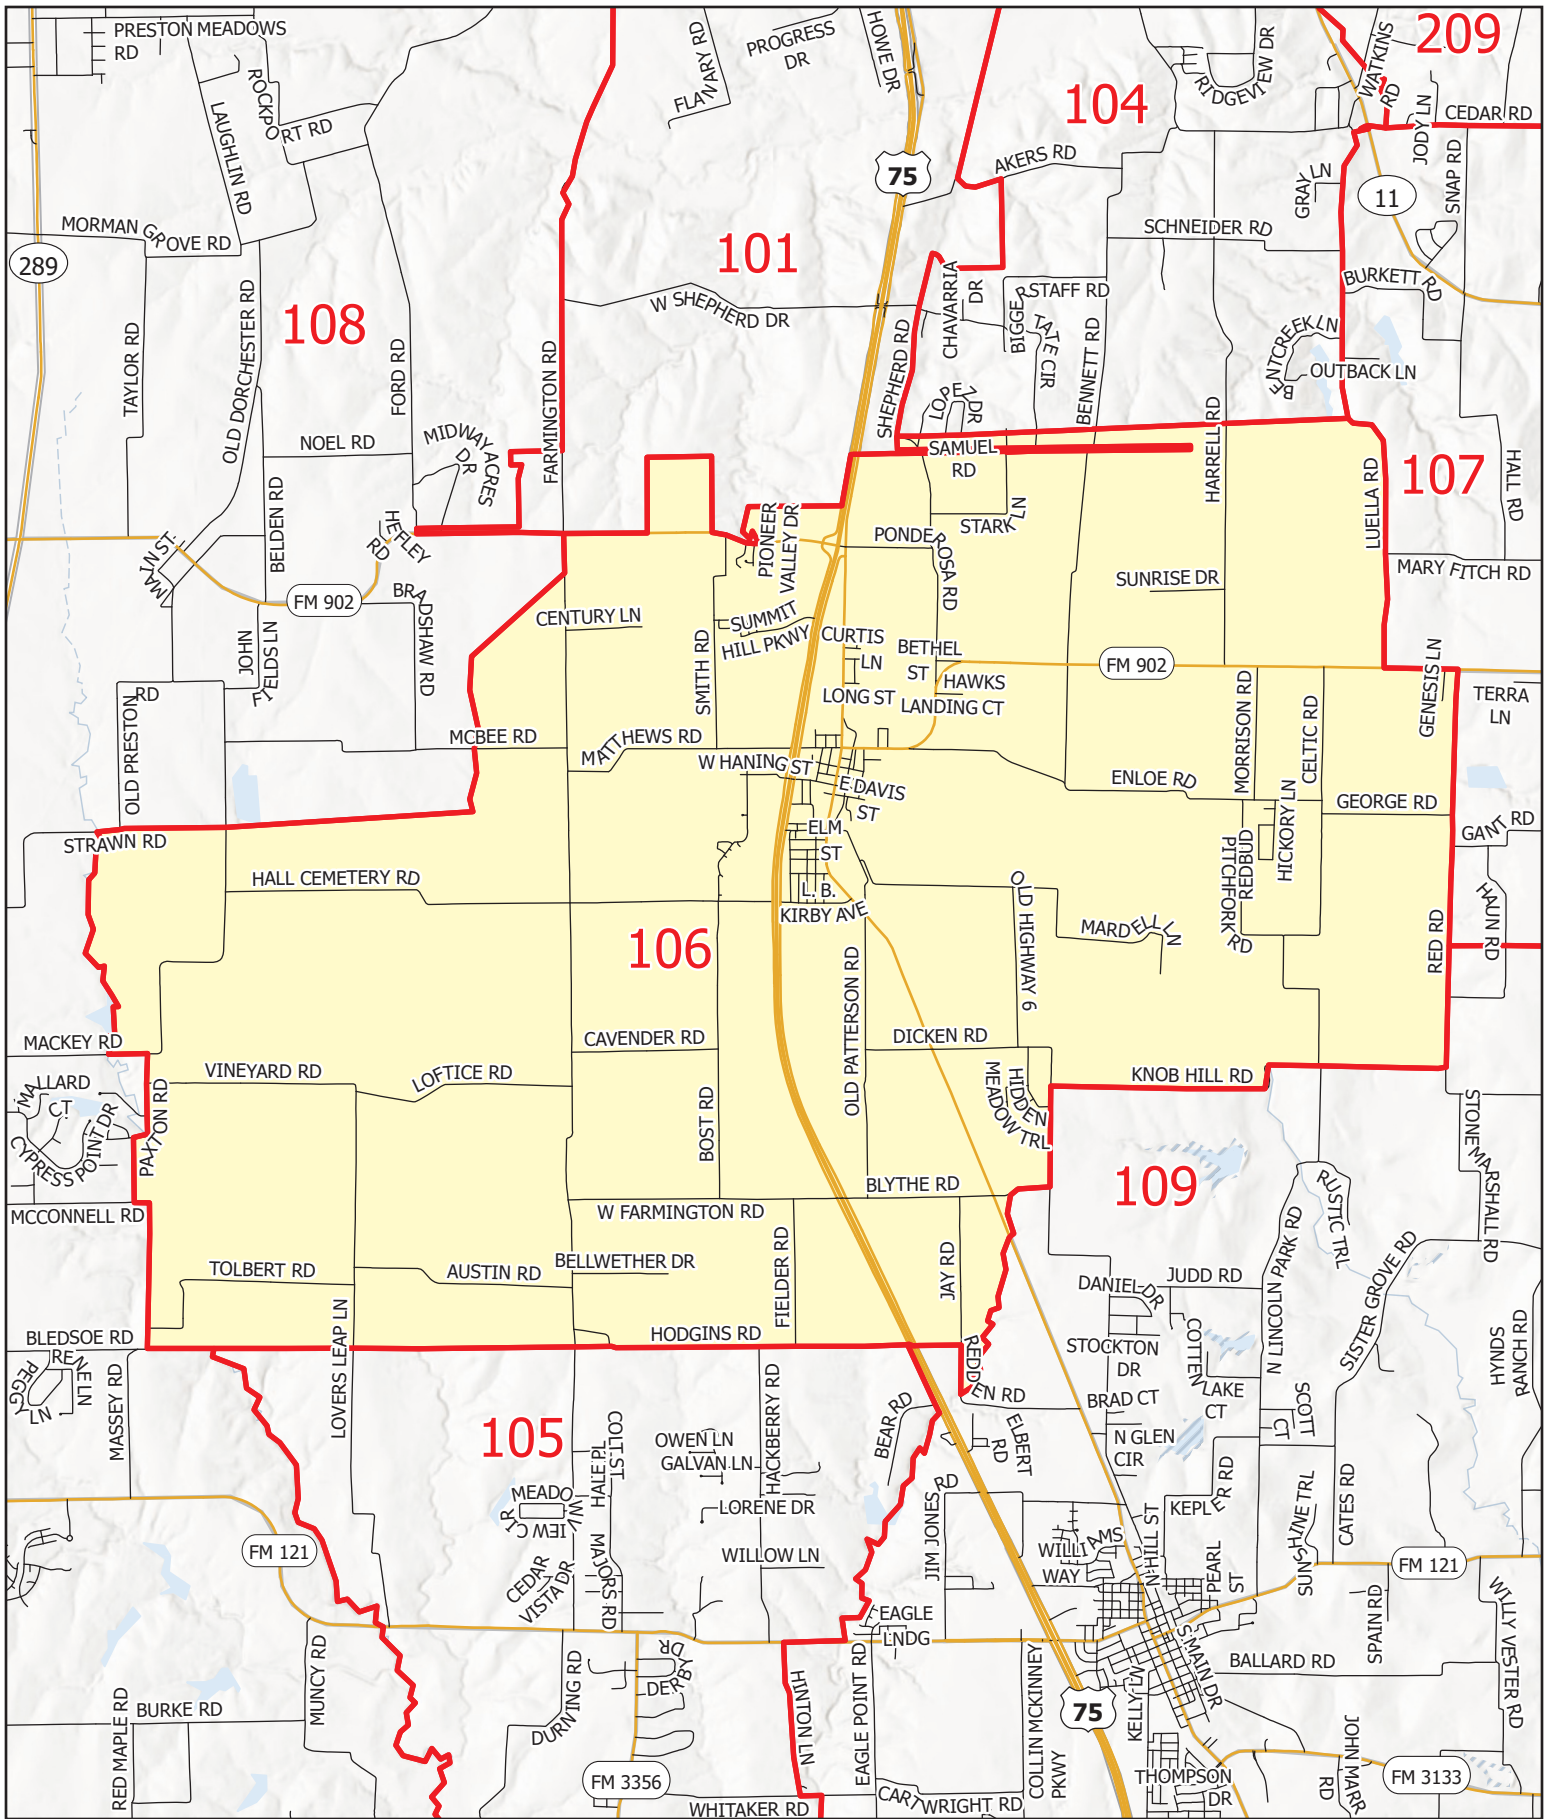 PRESTON MEADOWS
RD
FLANARY RD
PROGRESS
DR
HOWE DR
RIDGEVIEW DR
WATKINS
RD
209
ROCKPORT RD
LAUGHLIN RD
104
JODY LN
CEDAR RD
75
AKERS RD
GRAY LN
11
SNAP RD
MORMAN GROVE RD
289
101
SCHNEIDER RD
BURKETT RD
TAYLOR RD
OLD DORCHESTER RD
108
FORD RD
FARMINGTON RD
W SHEPHERD DR
SHEPHERD RD
CHAVARRIA
DR
BIGGERSTAFF RD
TATE CIR
BENNETT RD
BENTCREEK LN
OUTBACK LN
NOEL RD
MIDWAY ACRES
DR
LOPEZ DR
SAMUEL
RD
HARRELL RD
LUELLA RD
107
HALL RD
BELDEN RD
HEFLEY
RD
MAIN ST.
PIONEER
VALLEY DR
STARK LN
PONDEROSA RD
SUNRISE DR
MARY FITCH RD
FM 902
BRADSHAW RD
CENTURY LN
SUMMIT
HILL PKWY
CURTIS
LN
BETHEL
ST
FM 902
JOHN
FIELDS LN
SMITH RD
HAWKS
LANDING CT
LONG ST
MORRISON RD
CELTIC RD
GENESIS LN
TERRA
LN
OLD PRESTON RD
MCBEE RD
MATTHEWS RD
W HANING ST
E DAVIS
ST
ENLOE RD
GEORGE RD
STRAWN RD
ELM
ST
PITCHFORK RD
REDBUD
HICKORY LN
GANT RD
HALL CEMETERY RD
L. B.
KIRBY AVE
OLD HIGHWAY 6
MARDELL LN
HAUN RD
RED RD
106
OLD PATTERSON RD
MACKEY RD
CAVENDER RD
DICKEN RD
MALLARD
CT
VINEYARD RD
LOFTICE RD
HIDDEN
MEADOW TRL
KNOB HILL RD
CYPRESS POINT DR
PAXTON RD
BOST RD
STONE MARSHALL RD
BLYTHE RD
109
RUSTIC TRL
MCCONNELL RD
W FARMINGTON RD
FIELDER RD
JAY RD
N LINCOLN PARK RD
SISTER GROVE RD
TOLBERT RD
AUSTIN RD
BELLWETHER DR
DANIEL DR
JUDD RD
BLEDSOE RD
LOVERS LEAP LN
HODGINS RD
REDDEN RD
STOCKTON
DR
COTTEN
LAKE
CT
HYNDS
RANCH RD
PEGGY LN
RENE LN
MASSEY RD
105
COLT ST
HALE PL
OWEN LN
GALVAN LN
HACKBERRY RD
BEAR RD
ELBERT
RD
BRAD CT
N GLEN
CIR
SCOTT
CT
MEADOWVIEW CIR
LORENE DR
JIM JONES RD
KEPLER RD
SUNSHINE TRL
CATES RD
FM 121
CEDAR
VISTA DR
MAJORS RD
WILLOW LN
WILLIAMS
WAY
N HILL ST
PEARL
ST
FM 121
EAGLE
LNDG
SPAIN RD
WILLY VESTER RD
MUNCY RD
DERBY
DR
HINTON LN
EAGLE POINT RD
COLLIN MCKINNEY
PKWY
KELLY LN
S MAIN DR
BALLARD RD
RED MAPLE RD
BURKE RD
DURNING RD
75
FM 3356
THOMPSON
DR
JOHN MARR
RD
FM 3133
WHITAKER RD
CARTWRIGHT RD